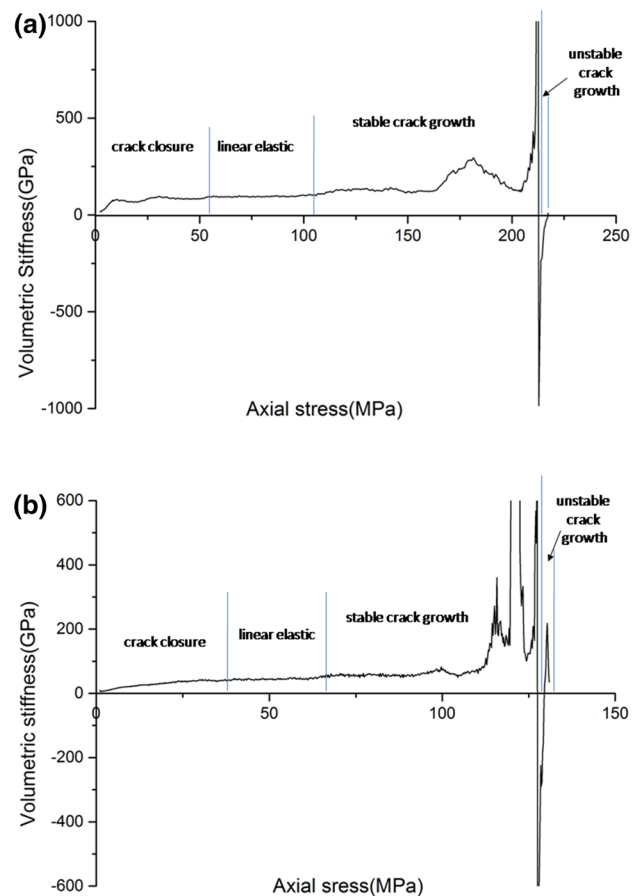 (a)
1000
500
0
-500
-1000
Volumetric Stiffness(GPa)
crack closure
linear elastic
stable crack growth
unstable
crack
growth
0
50
100
150
200
250
Axial stress(MPa)
(b)
600
400
200
0
-200
-400
-600
Volumetric stiffness(GPa)
crack closure
linear elastic
stable crack growth
unstable
crack
growth
0
50
100
150
Axial sress(MPa)